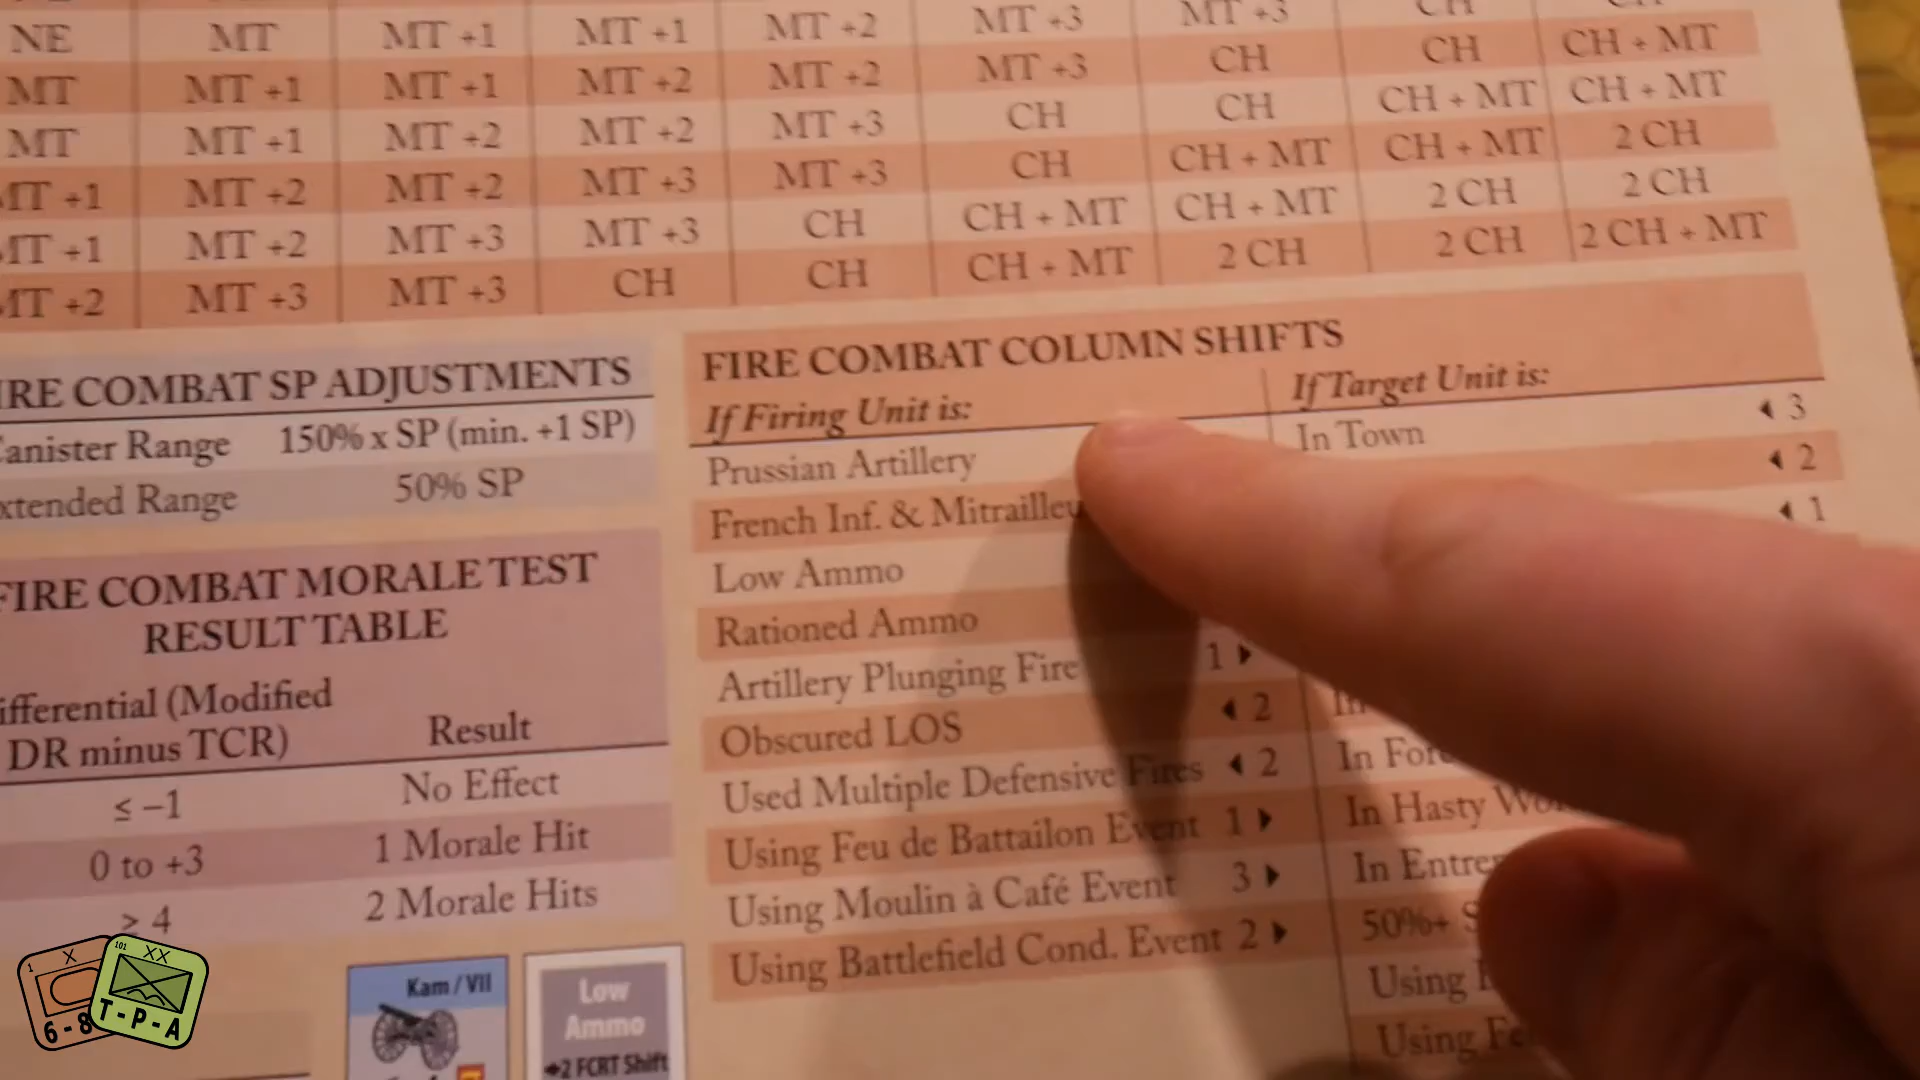 NE MT MT +1 MT +1 MT +2 MT +3 MT +3 CH CH
MT MT +1 MT +1 MT +2 MT +2 MT +3 CH CH CH + MT
MT MT +1 MT +2 MT +2 MT +3 CH CH CH + MT CH + MT
MT +1 MT +2 MT +2 MT +3 MT +3 CH CH + MT CH + MT 2 CH
MT +1 MT +2 MT +3 MT +3 CH CH + MT CH + MT 2 CH 2 CH
MT +2 MT +3 MT +3 CH CH CH + MT 2 CH 2 CH 2 CH + MT
RE COMBAT SP ADJUSTMENTS
anister Range 150% x SP (min. +1 SP)
xtended Range 50% SP
FIRE COMBAT MORALE TEST
RESULT TABLE
ifferential (Modified
DR minus TCR) Result
≤ –1 No Effect
0 to +3 1 Morale Hit
≥ 4 2 Morale Hits
FIRE COMBAT COLUMN SHIFTS
If Firing Unit is: If Target Unit is:
Prussian Artillery In Town ◂ 3
French Inf. & Mitrailleu ◂ 2
Low Ammo ◂ 1
Rationed Ammo
Artillery Plunging Fire 1 ▸
Obscured LOS ◂ 2
Used Multiple Defensive Fires ◂ 2 In For
Using Feu de Battailon Event 1 ▸ In Hasty Wo
Using Moulin à Café Event 3 ▸ In Entre
Using Battlefield Cond. Event 2 ▸ 50%+ S
Using
Using Fe
Kam / VII
Low
Ammo
2 FCRT Shift
1 X
6 - 8
101 XX
T - P - A